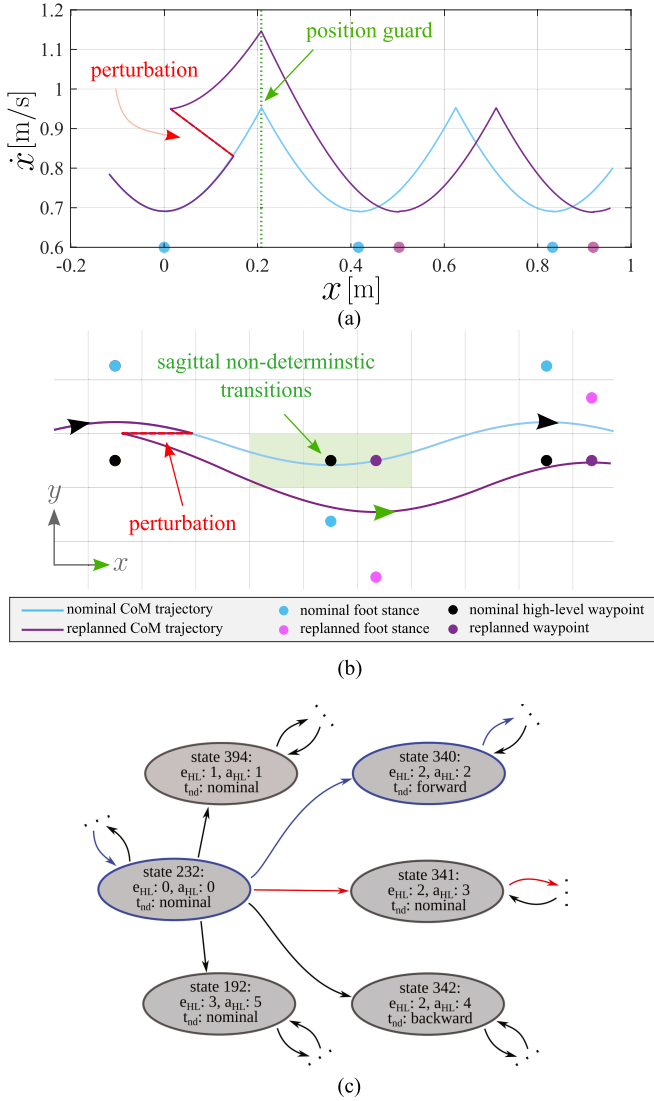 1.2
1.1
1
0.9
0.8
0.7
0.6
ẋ [m/s]
perturbation
position guard
-0.2
0
0.2
0.4
0.6
0.8
1
x [m]
(a)
sagittal non-determinstic
transitions
perturbation
y
x
nominal CoM trajectory
nominal foot stance
nominal high-level waypoint
replanned CoM trajectory
replanned foot stance
replanned waypoint
(b)
state 394:
e_HL: 1, a_HL: 1
t_nd: nominal
state 340:
e_HL: 2, a_HL: 2
t_nd: forward
state 232:
e_HL: 0, a_HL: 0
t_nd: nominal
state 341:
e_HL: 2, a_HL: 3
t_nd: nominal
state 192:
e_HL: 3, a_HL: 5
t_nd: nominal
state 342:
e_HL: 2, a_HL: 4
t_nd: backward
(c)